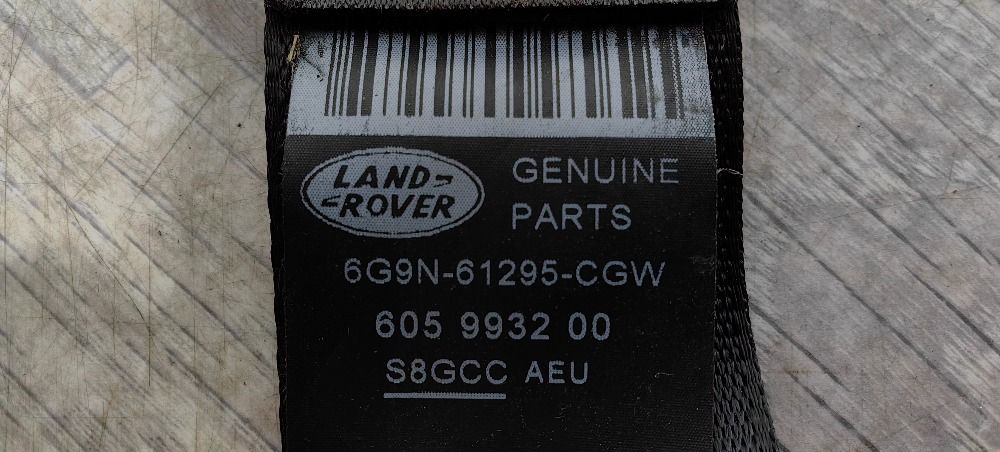 LAND
ROVER
GENUINE
PARTS
6G9N-61295-CGW
605 9932 00
S8GCC AEU